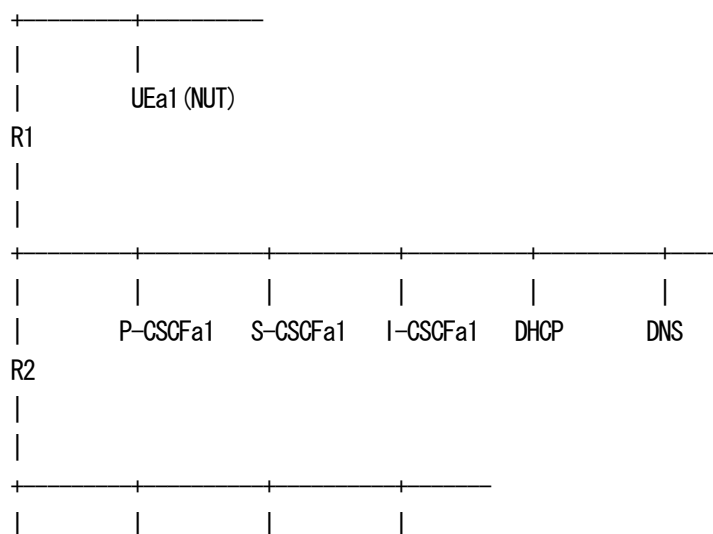 UEa1(NUT)
R1
P-CSCFa1 S-CSCFa1 I-CSCFa1 DHCP DNS
R2